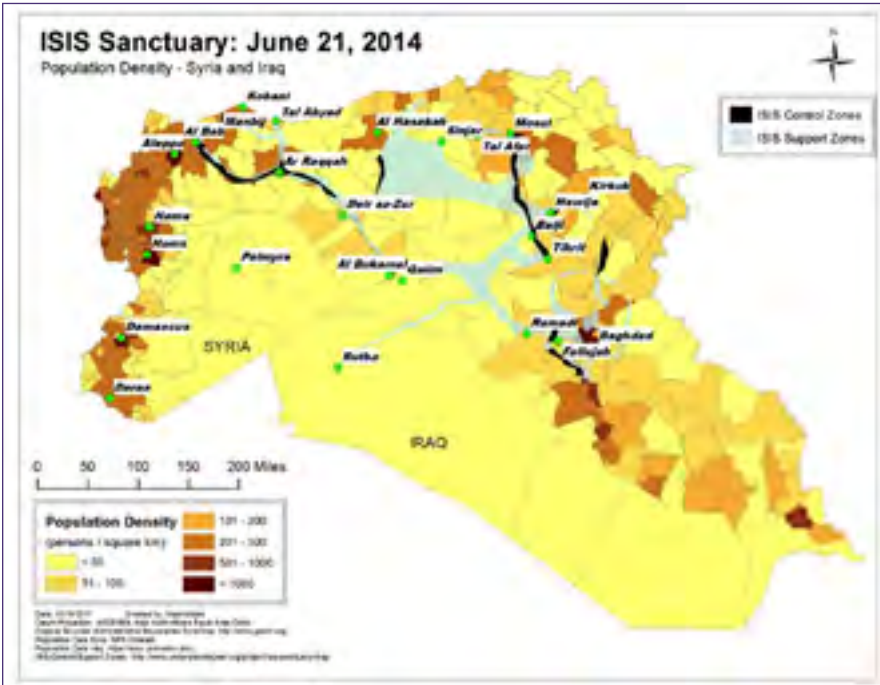 ISIS Sanctuary: June 21, 2014
Population Density - Syria and Iraq
N
ISIS Control Zones
ISIS Support Zones
Kobani
Tal Abyad
Manbij
Al Bab
Aleppo
Ar Raqqah
Al Hasakah
Sinjar
Mosul
Tal Afar
Kirkuk
Hawija
Deir az-Zor
Baiji
Tikrit
Hama
Homs
Palmyra
Al Bukamal
Qaim
Damascus
Ramadi
Baghdad
Fallujah
SYRIA
Rutba
Daraa
IRAQ
0 50 100 200 Miles
Population Density
(persons / square km)
< 50
51 - 100
101 - 200
201 - 500
501 - 1000
> 1000